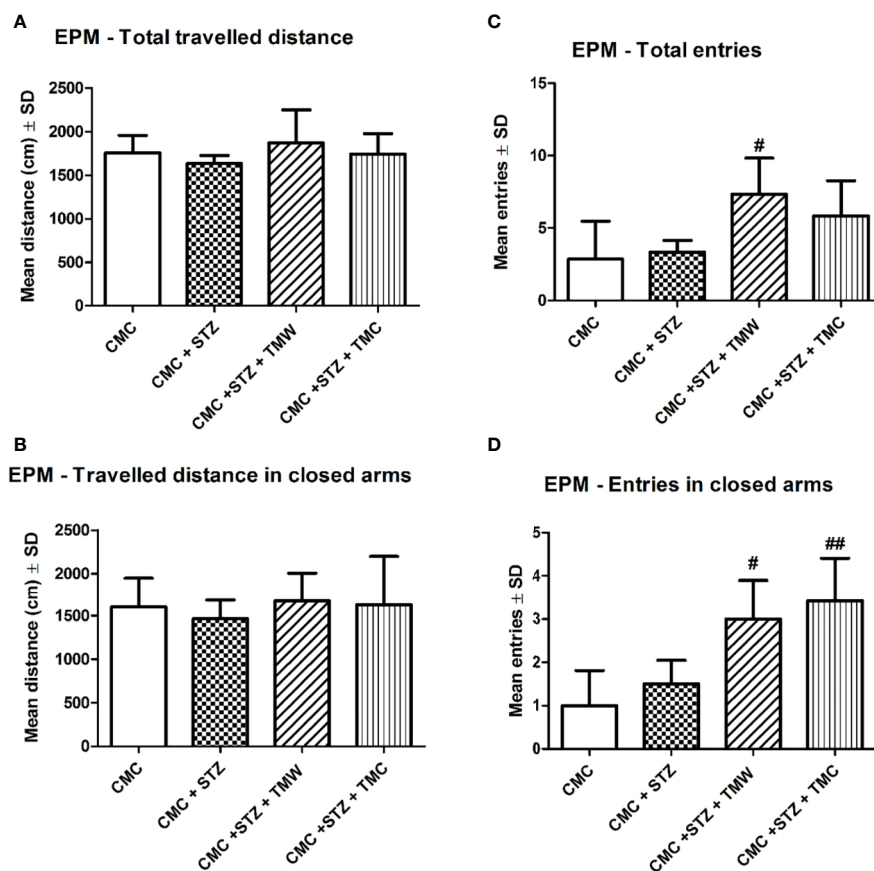 A
EPM - Total travelled distance
Mean distance (cm) ± SD
2500
2000
1500
1000
500
0
CMC
CMC + STZ
CMC +STZ + TMW
CMC +STZ + TMC
B
EPM - Travelled distance in closed arms
Mean distance (cm) ± SD
2500
2000
1500
1000
500
0
CMC
CMC + STZ
CMC +STZ + TMW
CMC +STZ + TMC
C
EPM - Total entries
Mean entries ± SD
15
10
5
0
#
CMC
CMC + STZ
CMC +STZ + TMW
CMC +STZ + TMC
D
EPM - Entries in closed arms
Mean entries ± SD
5
4
3
2
1
0
#
##
CMC
CMC + STZ
CMC +STZ + TMW
CMC +STZ + TMC